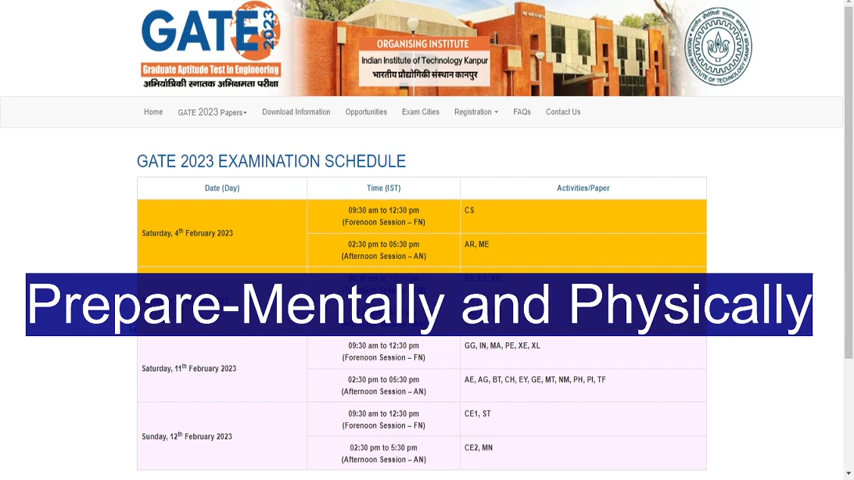 GATE 2023
Graduate Aptitude Test in Engineering
अभियांत्रिकी स्नातक अभिक्षमता परीक्षा
ORGANISING INSTITUTE
Indian Institute of Technology Kanpur
भारतीय प्रौद्योगिकी संस्थान कानपुर
Home GATE 2023 Papers Download Information Opportunities Exam Cities Registration FAQs Contact Us
GATE 2023 EXAMINATION SCHEDULE
Date (Day) Time (IST) Activities/Paper
Saturday, 4th February 2023
09:30 am to 12:30 pm
(Forenoon Session – FN)
CS
02:30 pm to 05:30 pm
(Afternoon Session – AN)
AR, ME
Prepare-Mentally and Physically
Saturday, 11th February 2023
09:30 am to 12:30 pm
(Forenoon Session – FN)
GG, IN, MA, PE, XE, XL
02:30 pm to 05:30 pm
(Afternoon Session – AN)
AE, AG, BT, CH, EY, GE, MT, NM, PH, PI, TF
Sunday, 12th February 2023
09:30 am to 12:30 pm
(Forenoon Session – FN)
CE1, ST
02:30 pm to 5:30 pm
(Afternoon Session – AN)
CE2, MN